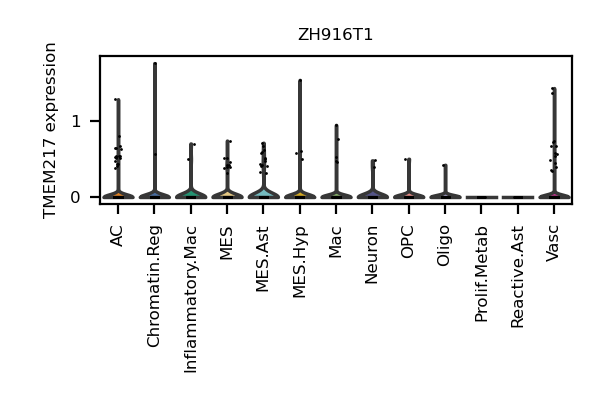 ZH916T1
TMEM217 expression
1
0
AC
Chromatin.Reg
Inflammatory.Mac
MES
MES.Ast
MES.Hyp
Mac
Neuron
OPC
Oligo
Prolif.Metab
Reactive.Ast
Vasc